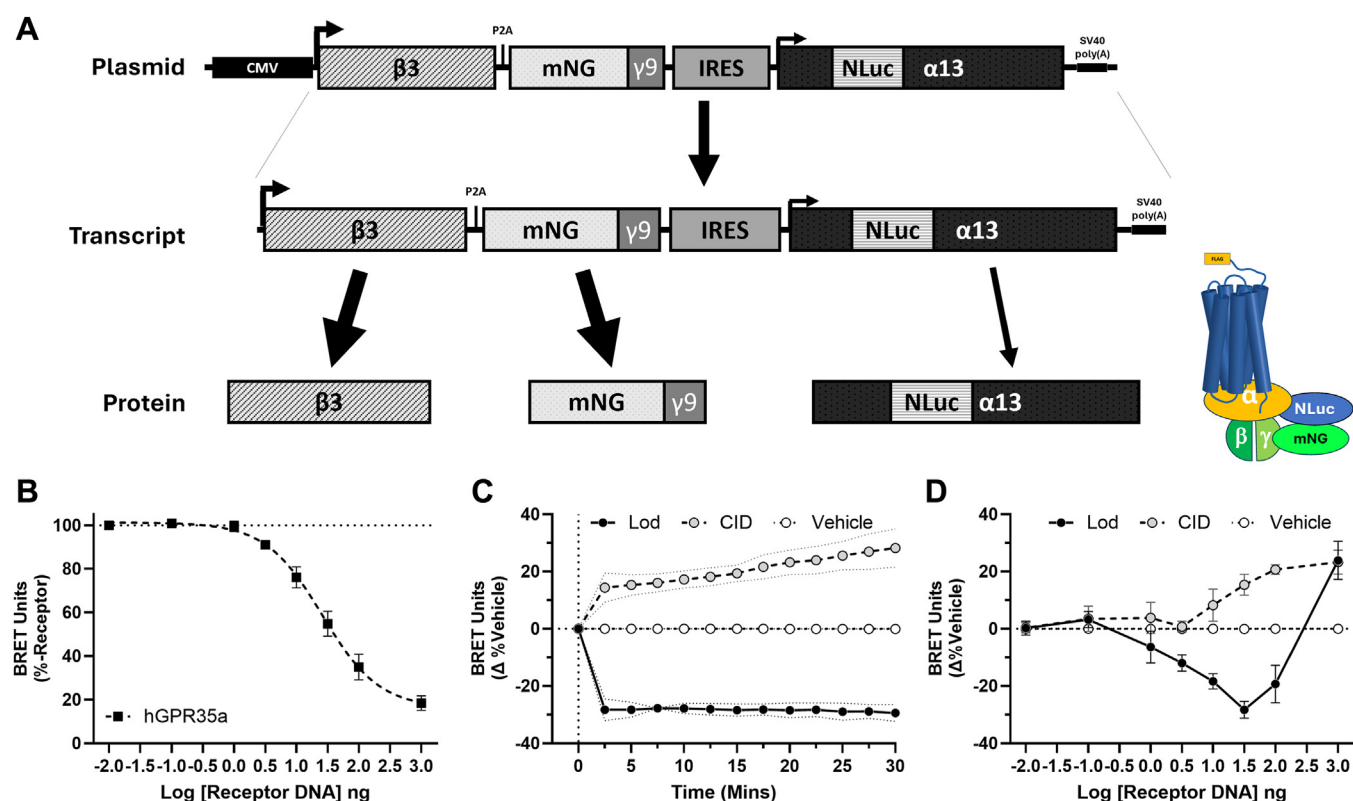 A
Plasmid
CMV
β3
P2A
mNG
γ9
IRES
NLuc
α13
SV40
poly(A)
Transcript
β3
P2A
mNG
γ9
IRES
NLuc
α13
SV40
poly(A)
Protein
β3
mNG
γ9
NLuc
α13
FLAG
α
NLuc
β
γ
mNG
B
BRET Units
(%-Receptor)
100
80
60
40
20
0
hGPR35a
-2.0 -1.5 -1.0 -0.5 0.0 0.5 1.0 1.5 2.0 2.5 3.0
Log [Receptor DNA] ng
C
Lod CID Vehicle
BRET Units
(Δ %Vehicle)
40
20
0
-20
-40
0 5 10 15 20 25 30
Time (Mins)
D
Lod CID Vehicle
BRET Units
(Δ%Vehicle)
40
20
0
-20
-40
-2.0 -1.5 -1.0 -0.5 0.0 0.5 1.0 1.5 2.0 2.5 3.0
Log [Receptor DNA] ng